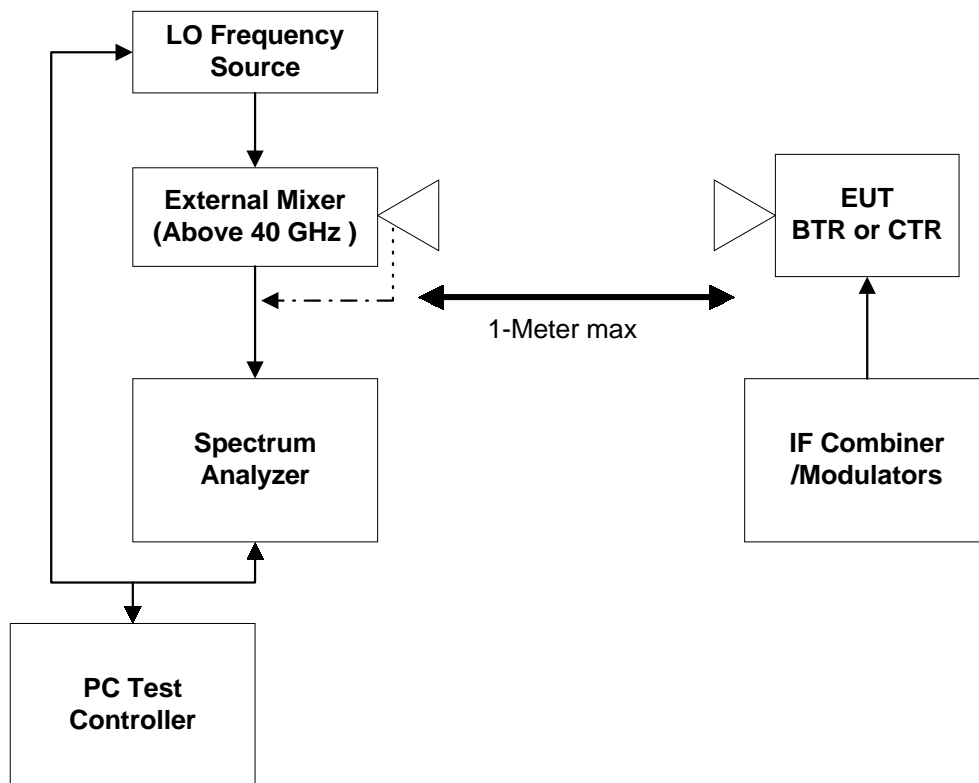 LO Frequency
Source
External Mixer
(Above 40 GHz )
EUT
BTR or CTR
1-Meter max
Spectrum
Analyzer
IF Combiner
/Modulators
PC Test
Controller